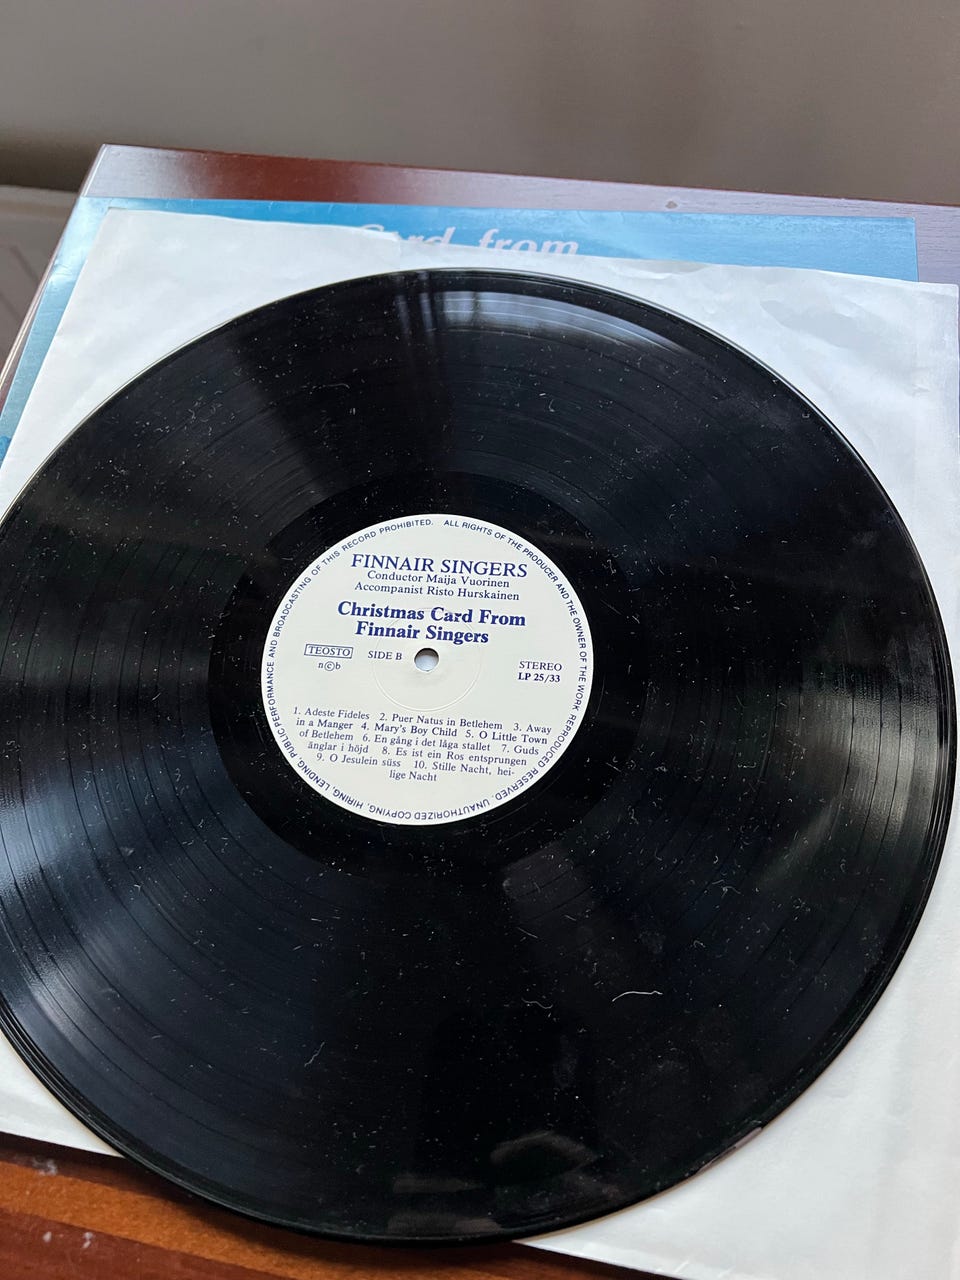 Card from
ALL RIGHTS OF THE PRODUCER AND THE OWNER OF THE WORK REPRODUCED RESERVED. UNAUTHORIZED COPYING, HIRING, LENDING, PUBLIC PERFORMANCE AND BROADCASTING OF THIS RECORD PROHIBITED.
FINNAIR SINGERS
Conductor Maija Vuorinen
Accompanist Risto Hurskainen
Christmas Card From
Finnair Singers
TEOSTO SIDE B
n©b
STEREO
LP 25/33
1. Adeste Fideles 2. Puer Natus in Betlehem 3. Away
in a Manger 4. Mary's Boy Child 5. O Little Town
of Betlehem 6. En gång i det låga stallet 7. Guds
änglar i höjd 8. Es ist ein Ros entsprungen
9. O Jesulein süss 10. Stille Nacht, hei-
lige Nacht